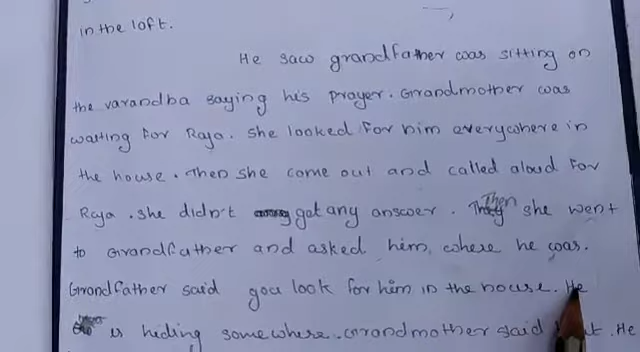 in the loft.
He saw grandfather was sitting on
the varandha saying his prayer. Grandmother was
waiting for Raja. She looked for him everywhere in
the house. Then she come out and called aloud for
Raja. she didn't got any answer. Then she went
to Grandfather and asked him, where he was.
Grandfather said you look for him in the house. He
is hiding somewhere. Grandmother said but. He